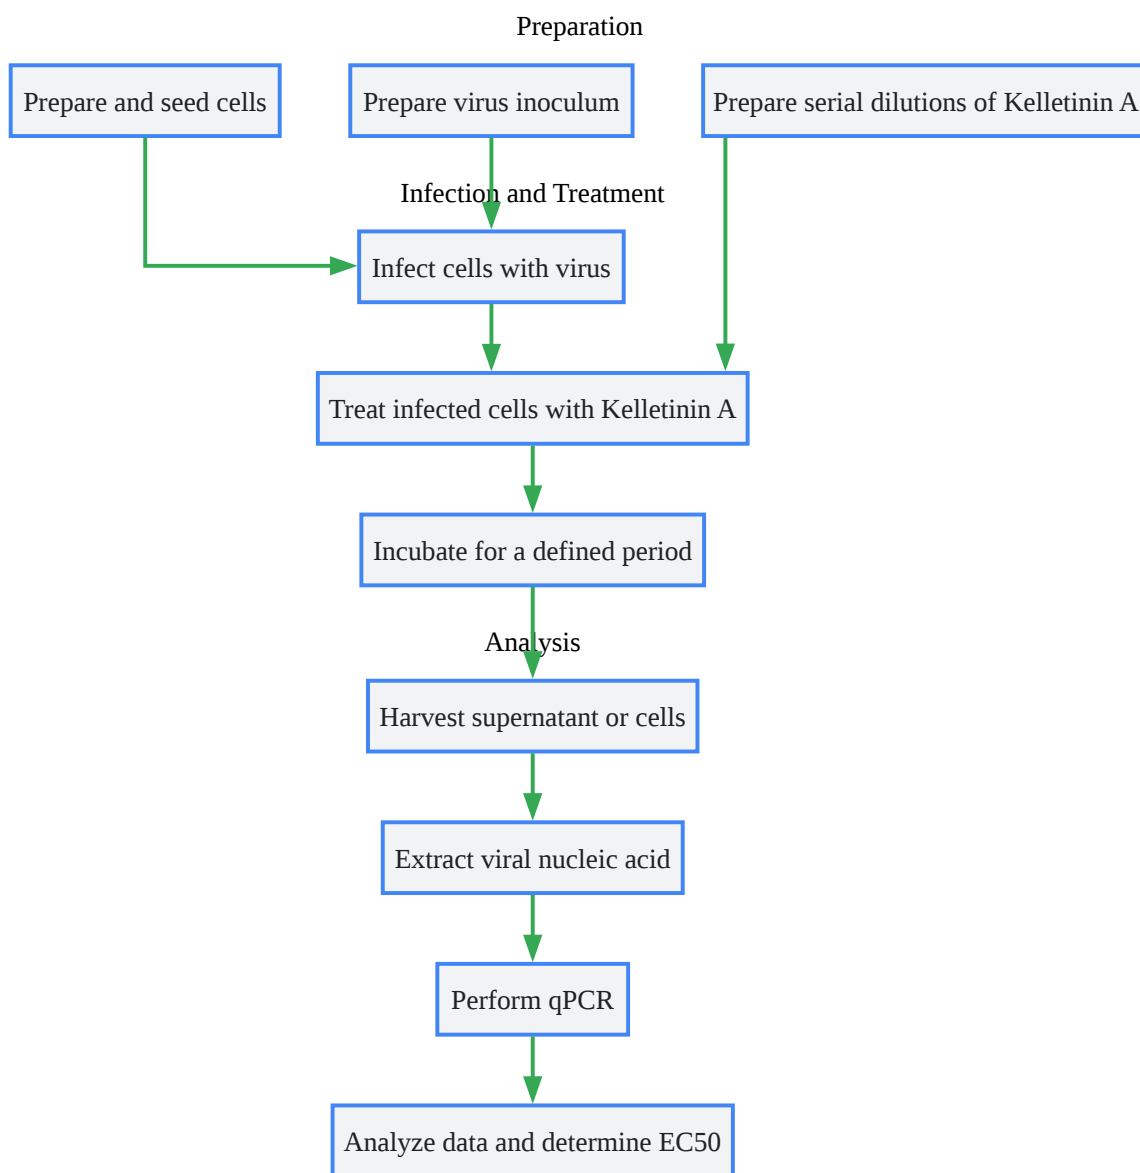 Preparation
Prepare and seed cells
Prepare virus inoculum
Prepare serial dilutions of Kelletinin A
Infection and Treatment
Infect cells with virus
Treat infected cells with Kelletinin A
Incubate for a defined period
Analysis
Harvest supernatant or cells
Extract viral nucleic acid
Perform qPCR
Analyze data and determine EC50